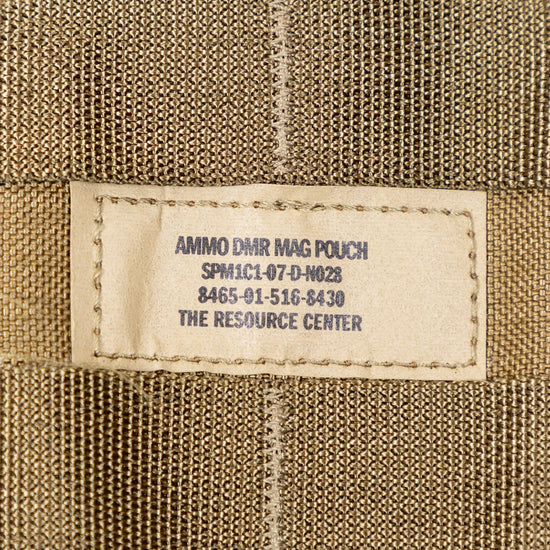 AMMO DMR MAG POUCH
SPM1C1-07-D-N028
8465-01-516-8430
THE RESOURCE CENTER